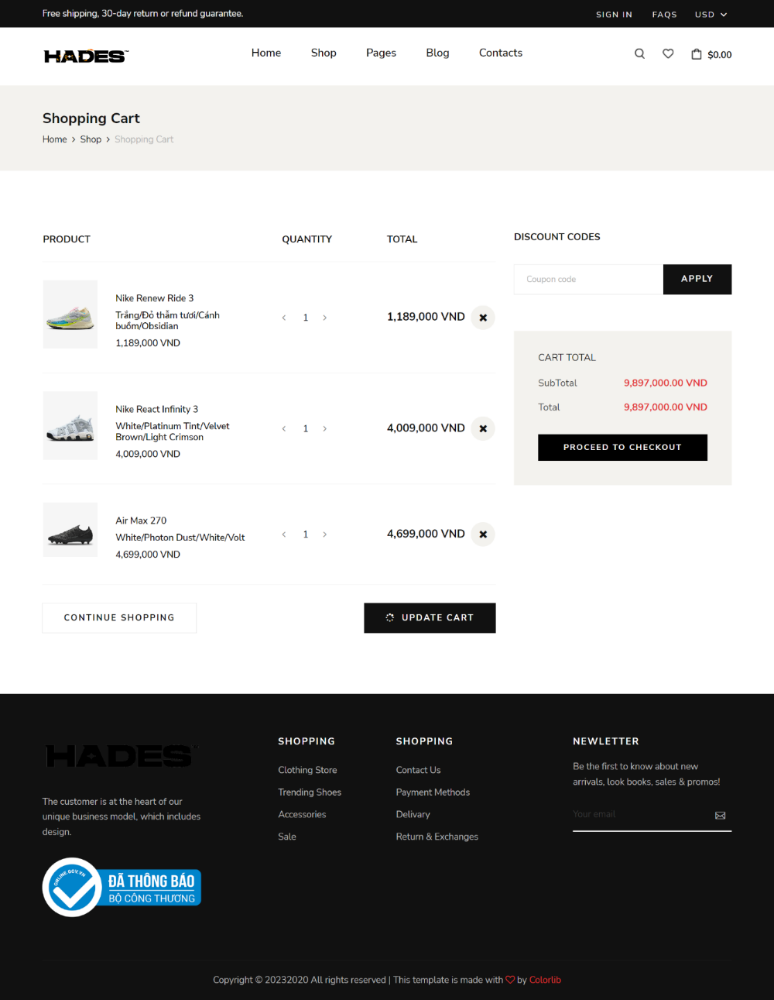 Free shipping, 30-day return or refund guarantee.
SIGN IN
FAQS
USD
HADES™
Home
Shop
Pages
Blog
Contacts
$0.00
Shopping Cart
Home > Shop > Shopping Cart
PRODUCT
QUANTITY
TOTAL
Nike Renew Ride 3
Trắng/Đỏ thẫm tươi/Cánh
buồm/Obsidian
1,189,000 VND
< 1 >
1,189,000 VND
Nike React Infinity 3
White/Platinum Tint/Velvet
Brown/Light Crimson
4,009,000 VND
< 1 >
4,009,000 VND
Air Max 270
White/Photon Dust/White/Volt
4,699,000 VND
< 1 >
4,699,000 VND
CONTINUE SHOPPING
UPDATE CART
DISCOUNT CODES
Coupon code
APPLY
CART TOTAL
SubTotal 9,897,000.00 VND
Total 9,897,000.00 VND
PROCEED TO CHECKOUT
HADES
The customer is at the heart of our
unique business model, which includes
design.
ONLINE.GOV.VN
ĐÃ THÔNG BÁO
BỘ CÔNG THƯƠNG
SHOPPING
Clothing Store
Trending Shoes
Accessories
Sale
SHOPPING
Contact Us
Payment Methods
Delivary
Return & Exchanges
NEWLETTER
Be the first to know about new
arrivals, look books, sales & promos!
Your email
Copyright © 20232020 All rights reserved | This template is made with ♡ by Colorlib